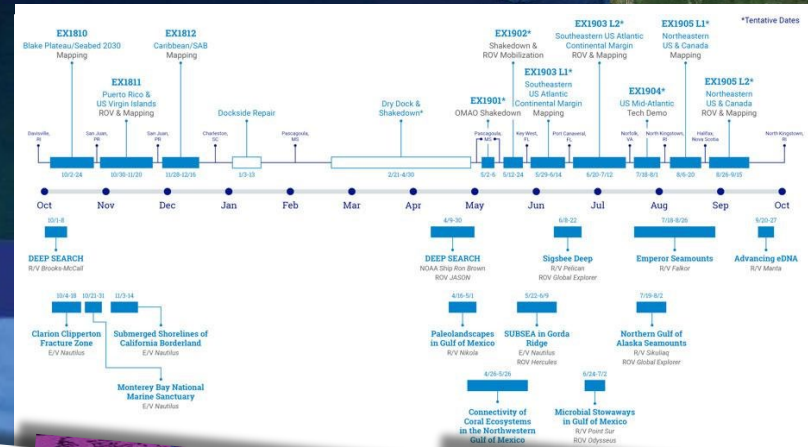 *Tentative Dates
EX1810
Blake Plateau/Seabed 2030
Mapping
EX1811
Puerto Rico &
US Virgin Islands
ROV & Mapping
EX1812
Caribbean/SAB
Mapping
Dockside Repair
Dry Dock &
Shakedown*
EX1901*
OMAO Shakedown
EX1902*
Shakedown &
ROV Mobilization
EX1903 L1*
Southeastern
US Atlantic
Continental Margin
Mapping
EX1903 L2*
Southeastern US Atlantic
Continental Margin
ROV & Mapping
EX1904*
US Mid-Atlantic
Tech Demo
EX1905 L1*
Northeastern
US & Canada
Mapping
EX1905 L2*
Northeastern
US & Canada
ROV & Mapping
Davisville,
RI
San Juan,
PR
San Juan,
PR
Charleston,
SC
Pascagoula,
MS
Pascagoula,
MS
Key West,
FL
Port Canaveral,
FL
Norfolk,
VA
North Kingstown,
RI
Halifax,
Nova Scotia
North Kingstown,
RI
10/2-24
10/30-11/20
11/28-12/16
1/3-15
2/21-4/30
5/2-6
5/12-24
5/29-6/14
6/20-7/12
7/18-8/1
8/6-20
8/26-9/15
Oct Nov Dec Jan Feb Mar Apr May Jun Jul Aug Sep Oct
10/1-8
DEEP SEARCH
R/V Brooks-McCall
4/9-30
DEEP SEARCH
NOAA Ship Ron Brown
ROV JASON
6/8-22
Sigsbee Deep
R/V Pelican
ROV Global Explorer
7/18-8/26
Emperor Seamounts
R/V Falkor
9/20-27
Advancing eDNA
R/V Manta
10/4-18
Clarion Clipperton
Fracture Zone
E/V Nautilus
10/21-31
Monterey Bay National
Marine Sanctuary
E/V Nautilus
11/3-14
Submerged Shorelines of
California Borderland
E/V Nautilus
4/16-5/1
Paleolandscapes
in Gulf of Mexico
R/V Nikola
5/22-6/9
SUBSEA in Gorda
Ridge
E/V Nautilus
ROV Hercules
7/19-8/2
Northern Gulf of
Alaska Seamounts
R/V Sikuliaq
ROV Global Explorer
4/26-5/26
Connectivity of
Coral Ecosystems
in the Northwestern
Gulf of Mexico
6/24-7/2
Microbial Stowaways
in Gulf of Mexico
R/V Point Sur
ROV Odysseus